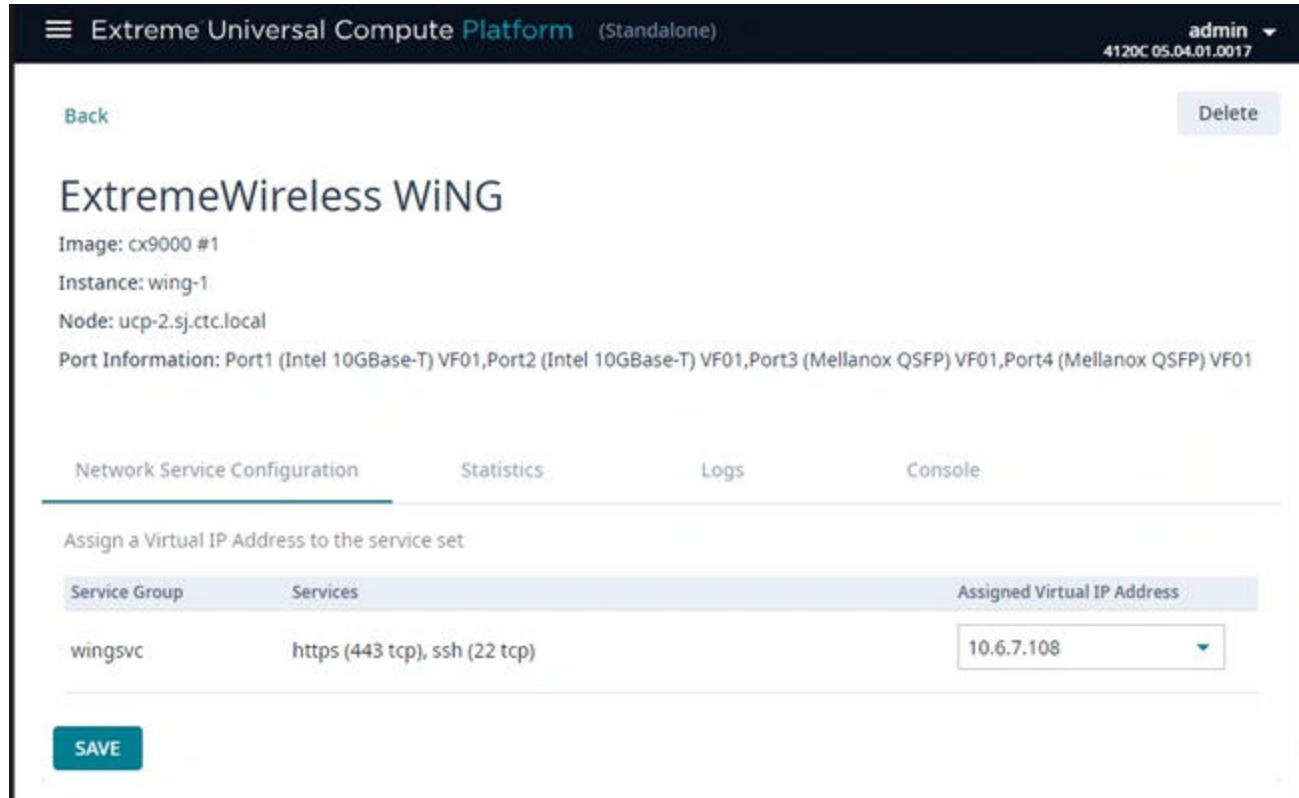 Extreme Universal Compute Platform (Standalone)
admin
4120C 05.04.01.0017
Back
Delete
ExtremeWireless WiNG
Image: cx9000 #1
Instance: wing-1
Node: ucp-2.sj.ctc.local
Port Information: Port1 (Intel 10GBase-T) VF01,Port2 (Intel 10GBase-T) VF01,Port3 (Mellanox QSFP) VF01,Port4 (Mellanox QSFP) VF01
Network Service Configuration Statistics Logs Console
Assign a Virtual IP Address to the service set
Service Group Services Assigned Virtual IP Address
wingsvc https (443 tcp), ssh (22 tcp) 10.6.7.108
SAVE